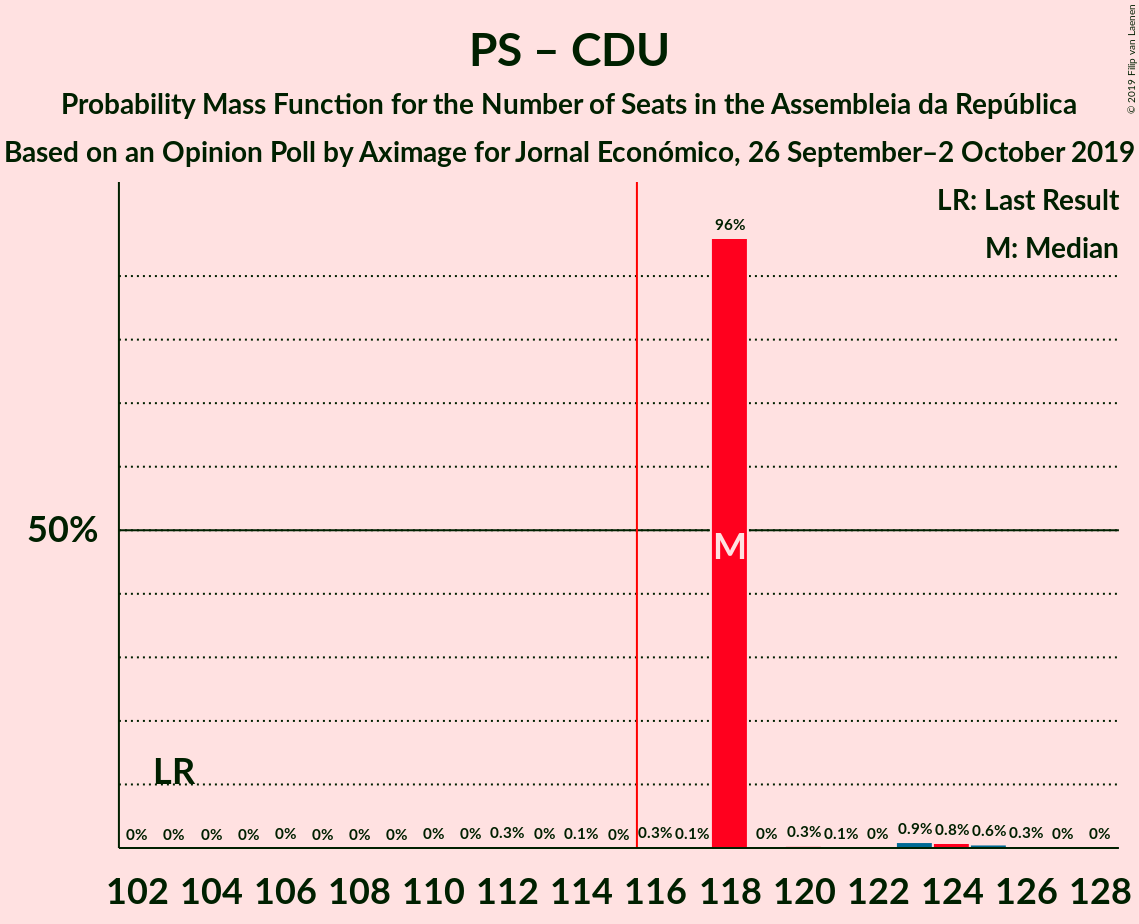 PS – CDU
Probability Mass Function for the Number of Seats in the Assembleia da República
Based on an Opinion Poll by Aximage for Jornal Económico, 26 September–2 October 2019
© 2019 Filip van Laenen
LR: Last Result
M: Median
96%
50%
M
LR
0% 0% 0% 0% 0% 0% 0% 0% 0% 0% 0.3% 0% 0.1% 0% 0.3% 0.1% 0% 0.3% 0.1% 0% 0.9% 0.8% 0.6% 0.3% 0% 0%
102 104 106 108 110 112 114 116 118 120 122 124 126 128